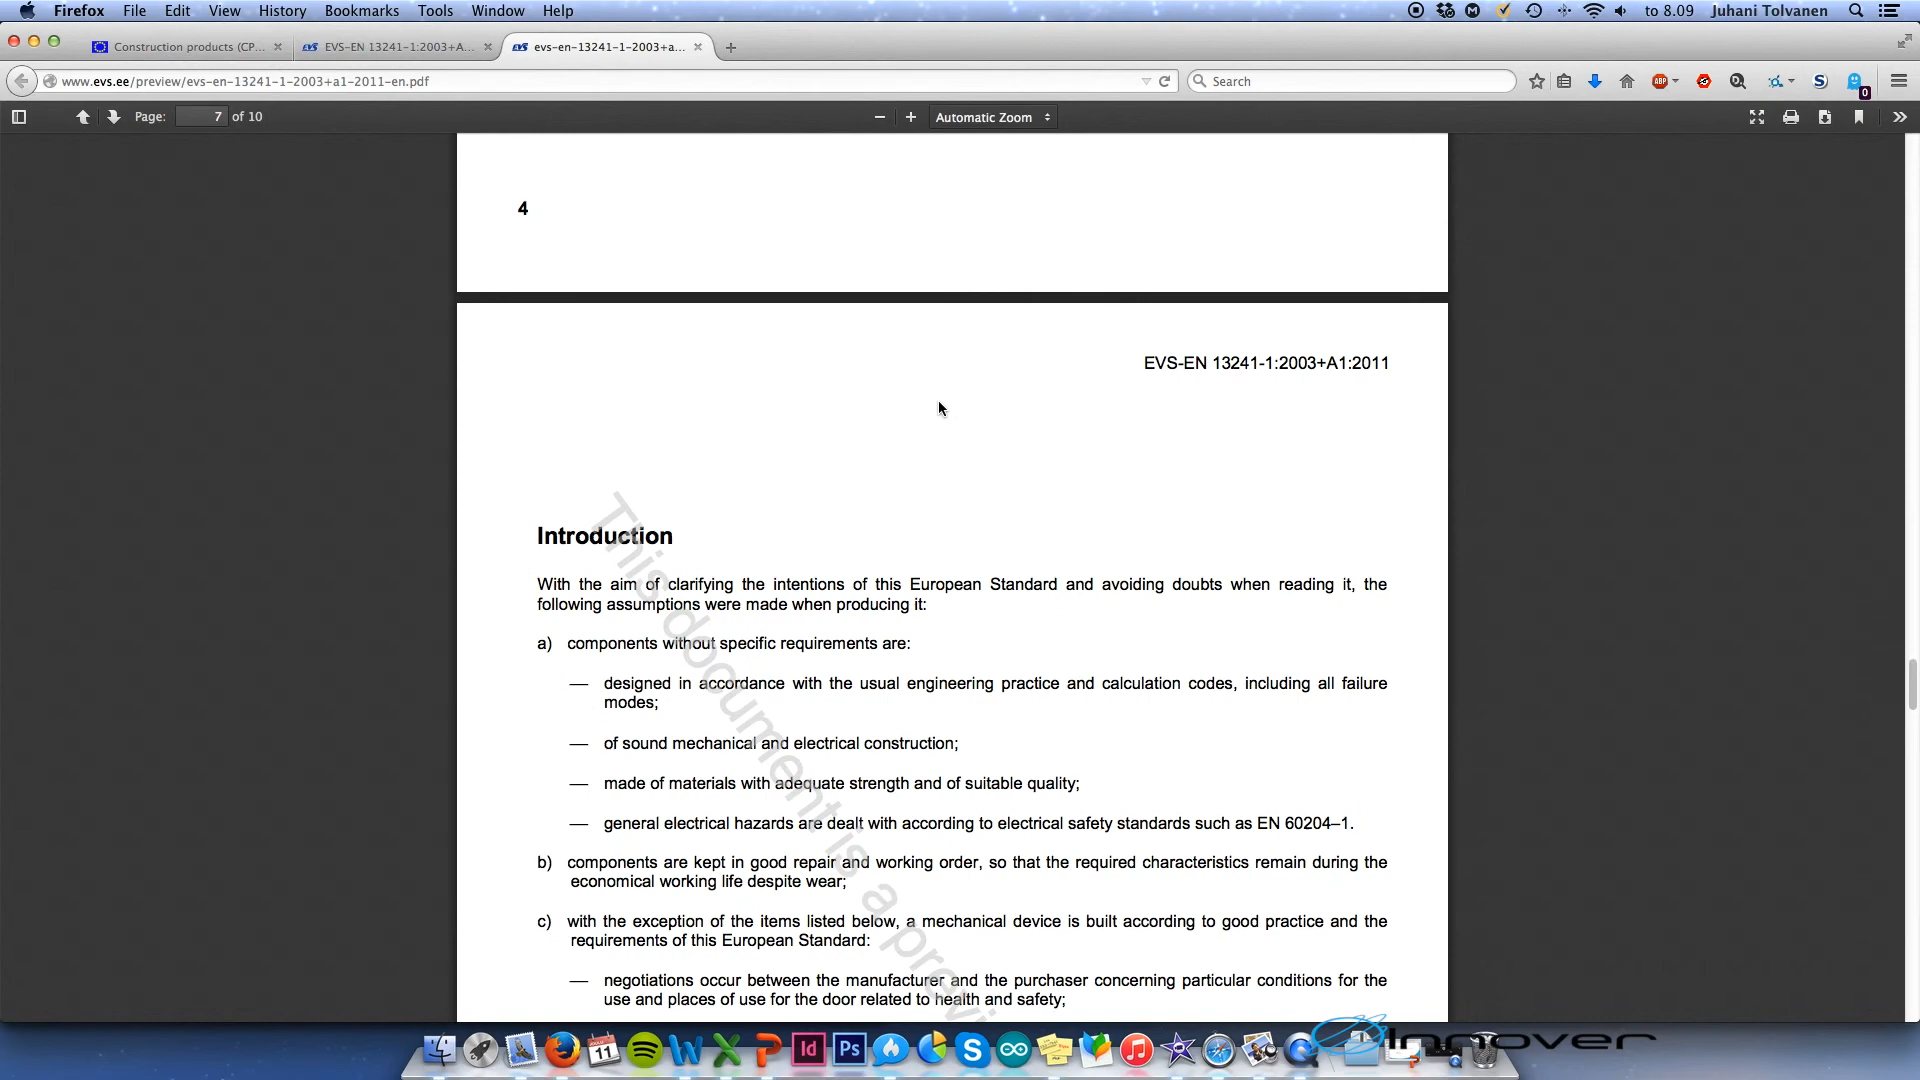 Firefox File Edit View History Bookmarks Tools Window Help to 8.09 Juhani Tolvanen
Construction products (CP... EVS-EN 13241-1:2003+A... evs-en-13241-1-2003+a...
www.evs.ee/preview/evs-en-13241-1-2003+a1-2011-en.pdf Search ABP S 0
Page: 7 of 10 Automatic Zoom
4
EVS-EN 13241-1:2003+A1:2011
Introduction
With the aim of clarifying the intentions of this European Standard and avoiding doubts when reading it, the
following assumptions were made when producing it:
a) components without specific requirements are:
— designed in accordance with the usual engineering practice and calculation codes, including all failure
modes;
— of sound mechanical and electrical construction;
— made of materials with adequate strength and of suitable quality;
— general electrical hazards are dealt with according to electrical safety standards such as EN 60204–1.
b) components are kept in good repair and working order, so that the required characteristics remain during the
economical working life despite wear;
c) with the exception of the items listed below, a mechanical device is built according to good practice and the
requirements of this European Standard:
— negotiations occur between the manufacturer and the purchaser concerning particular conditions for the
use and places of use for the door related to health and safety;
This document is a previ
11 Id Ps
Innover